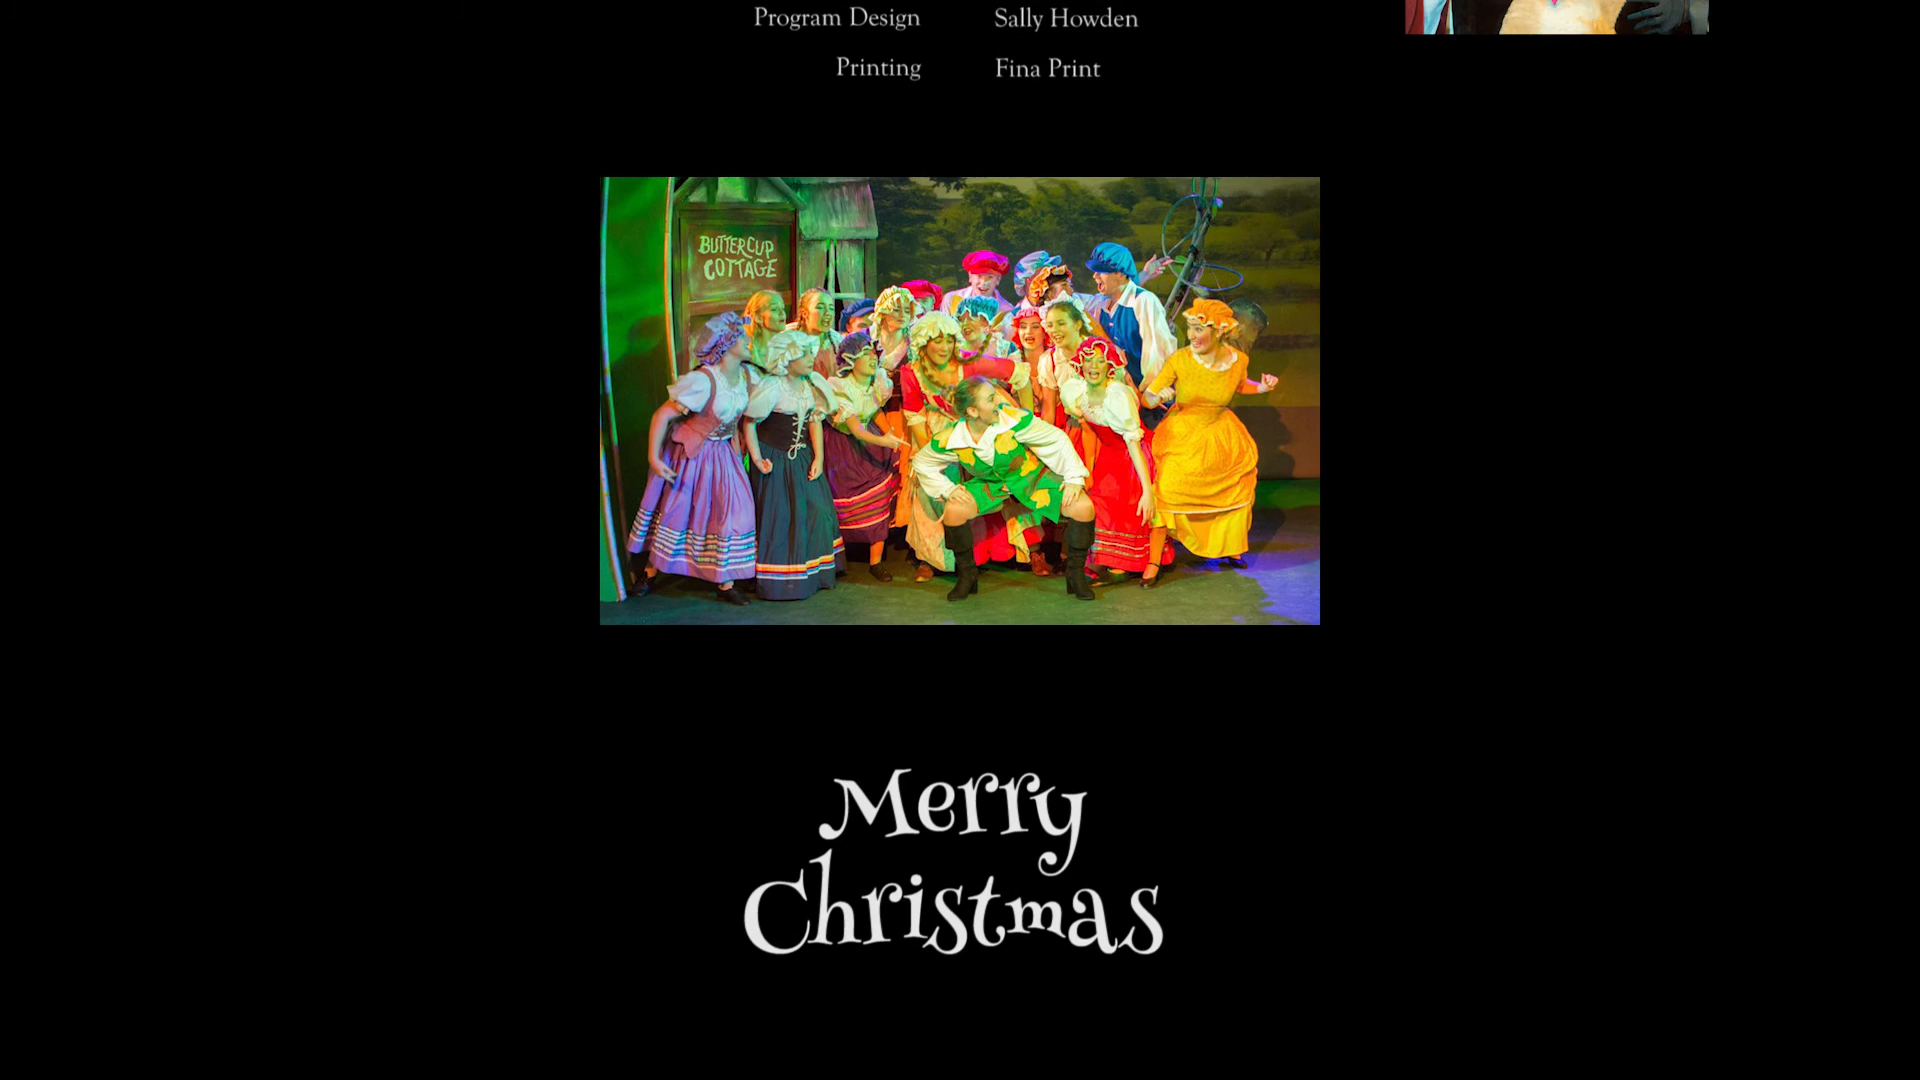 Program Design Sally Howden
Printing Fina Print
BUTTERCUP
COTTAGE
Merry
Christmas